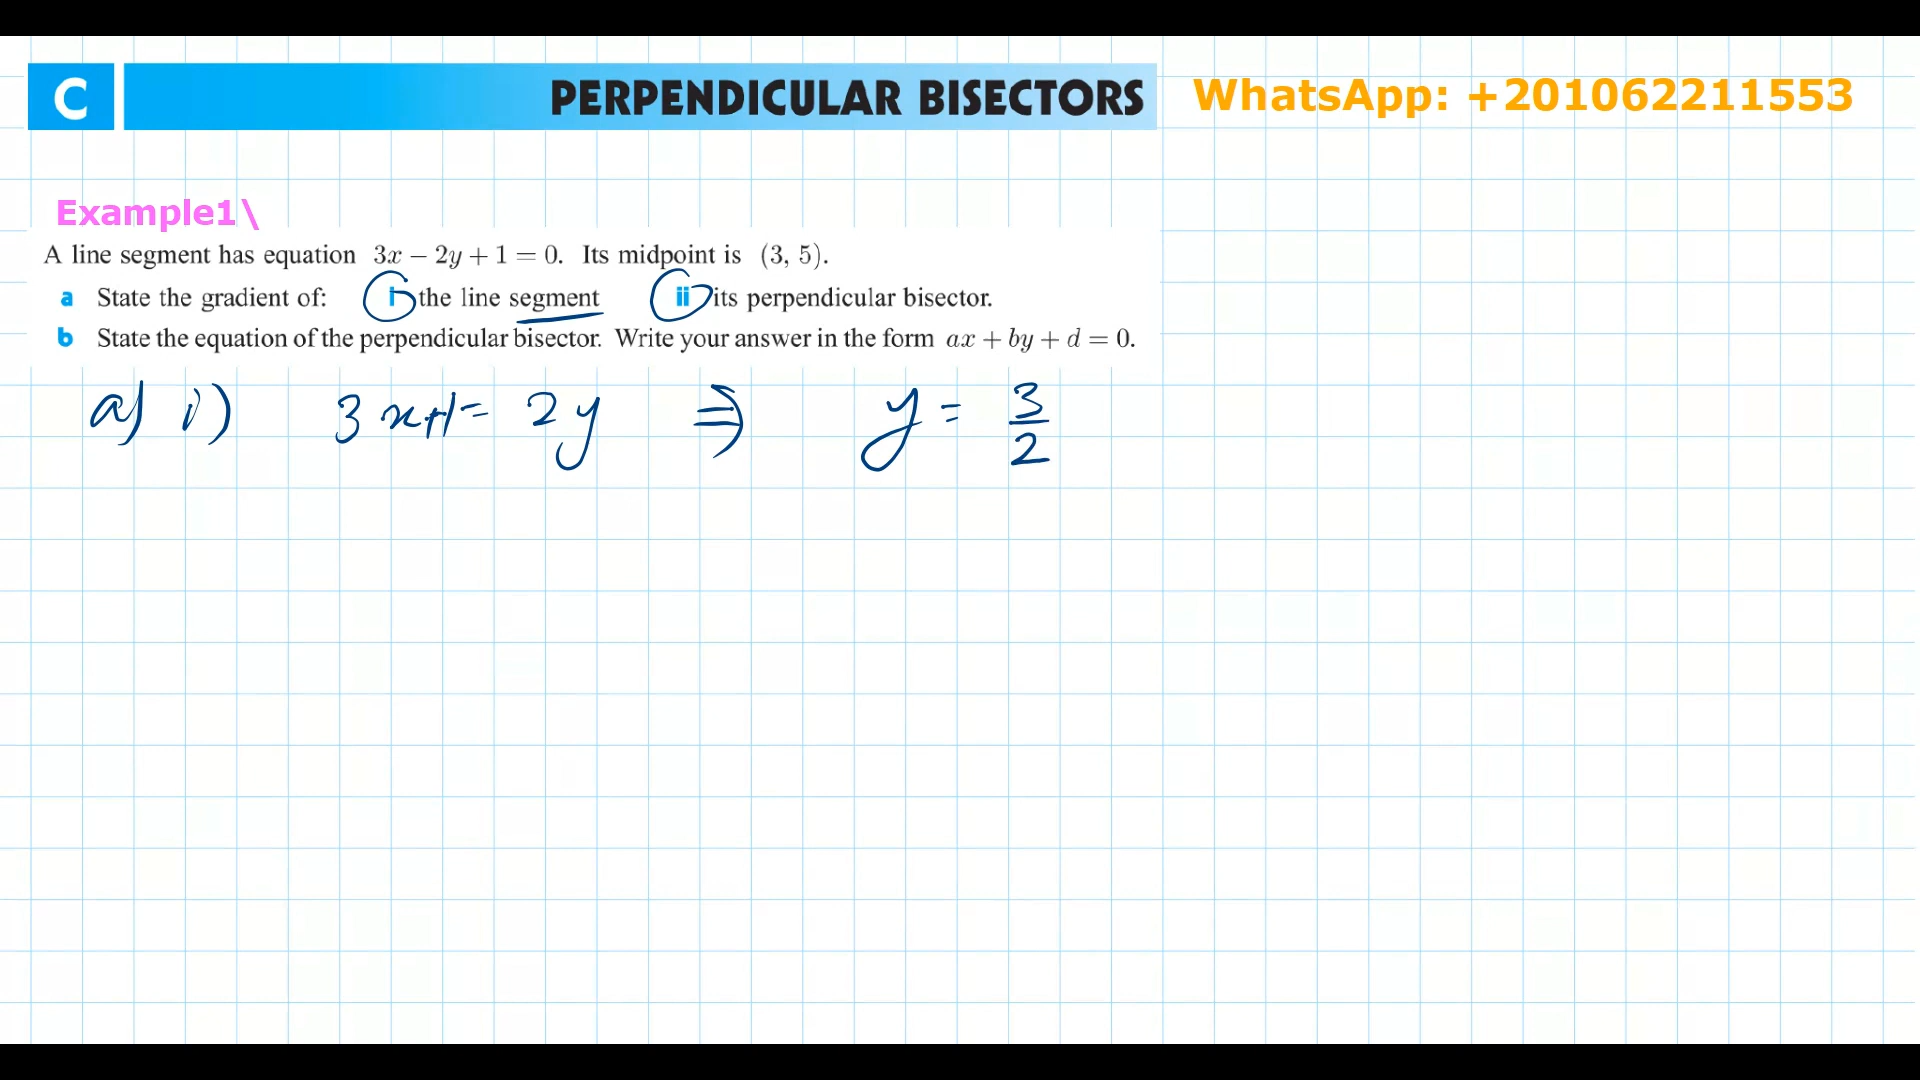 C PERPENDICULAR BISECTORS WhatsApp: +201062211553
Example1\
A line segment has equation 3x − 2y + 1 = 0. Its midpoint is (3, 5).
a State the gradient of: i the line segment ii its perpendicular bisector.
b State the equation of the perpendicular bisector. Write your answer in the form ax + by + d = 0.
a) i) 3x+1= 2y ⇒ y = 3/2